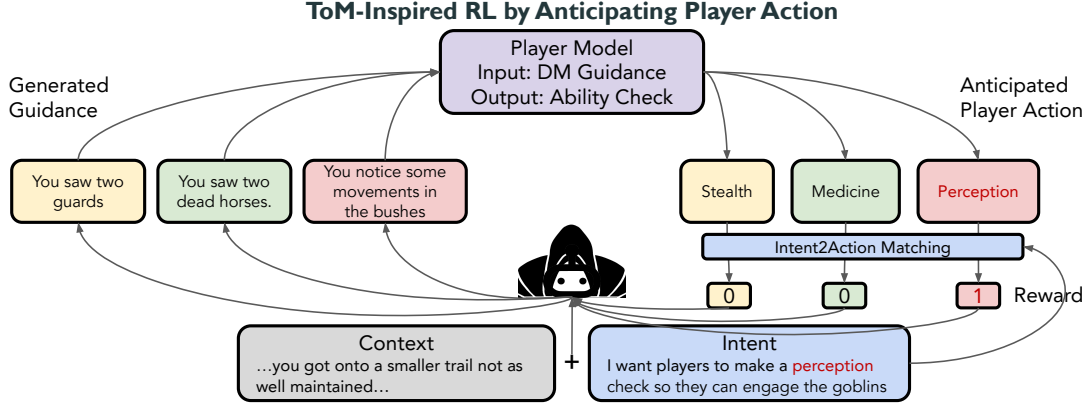 ToM-Inspired RL by Anticipating Player Action
Player Model
Input: DM Guidance
Output: Ability Check
Generated
Guidance
Anticipated
Player Action
You saw two
guards
You saw two
dead horses.
You notice some
movements in
the bushes
Stealth
Medicine
Perception
Intent2Action Matching
0
0
1
Reward
Context
…you got onto a smaller trail not as
well maintained…
+
Intent
I want players to make a perception
check so they can engage the goblins